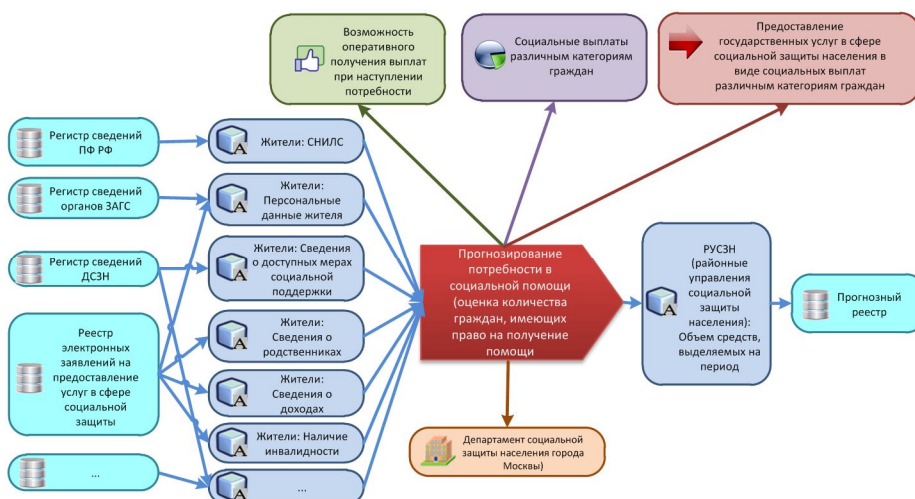 Возможность
оперативного
получения выплат
при наступлении
потребности
Социальные выплаты
различным категориям
граждан
Предоставление
государственных услуг в сфере
социальной защиты населения в
виде социальных выплат
различным категориям граждан
Регистр сведений
ПФ РФ
Жители: СНИЛС
Регистр сведений
органов ЗАГС
Жители:
Персональные
данные жителя
Регистр сведений
ДСЗН
Жители: Сведения
о доступных мерах
социальной
поддержки
Реестр
электронных
заявлений на
предоставление
услуг в сфере
социальной
защиты
Жители:
Сведения о
родственниках
Жители:
Сведения о
доходах
Жители: Наличие
инвалидности
...
...
Прогнозирование
потребности в
социальной помощи
(оценка количества
граждан, имеющих
право на получение
помощи
РУСЗН
(районные
управления
социальной
защиты
населения):
Объем средств,
выделяемых на
период
Прогнозный
реестр
Департамент социальной
защиты населения города
Москвы)